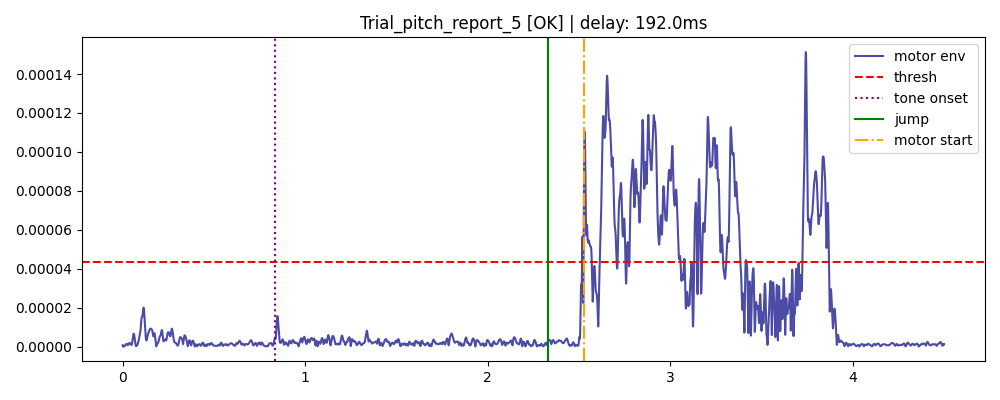 Trial_pitch_report_5 [OK] | delay: 192.0ms
0.00014
0.00012
0.00010
0.00008
0.00006
0.00004
0.00002
0.00000
motor env
thresh
tone onset
jump
motor start
0 1 2 3 4